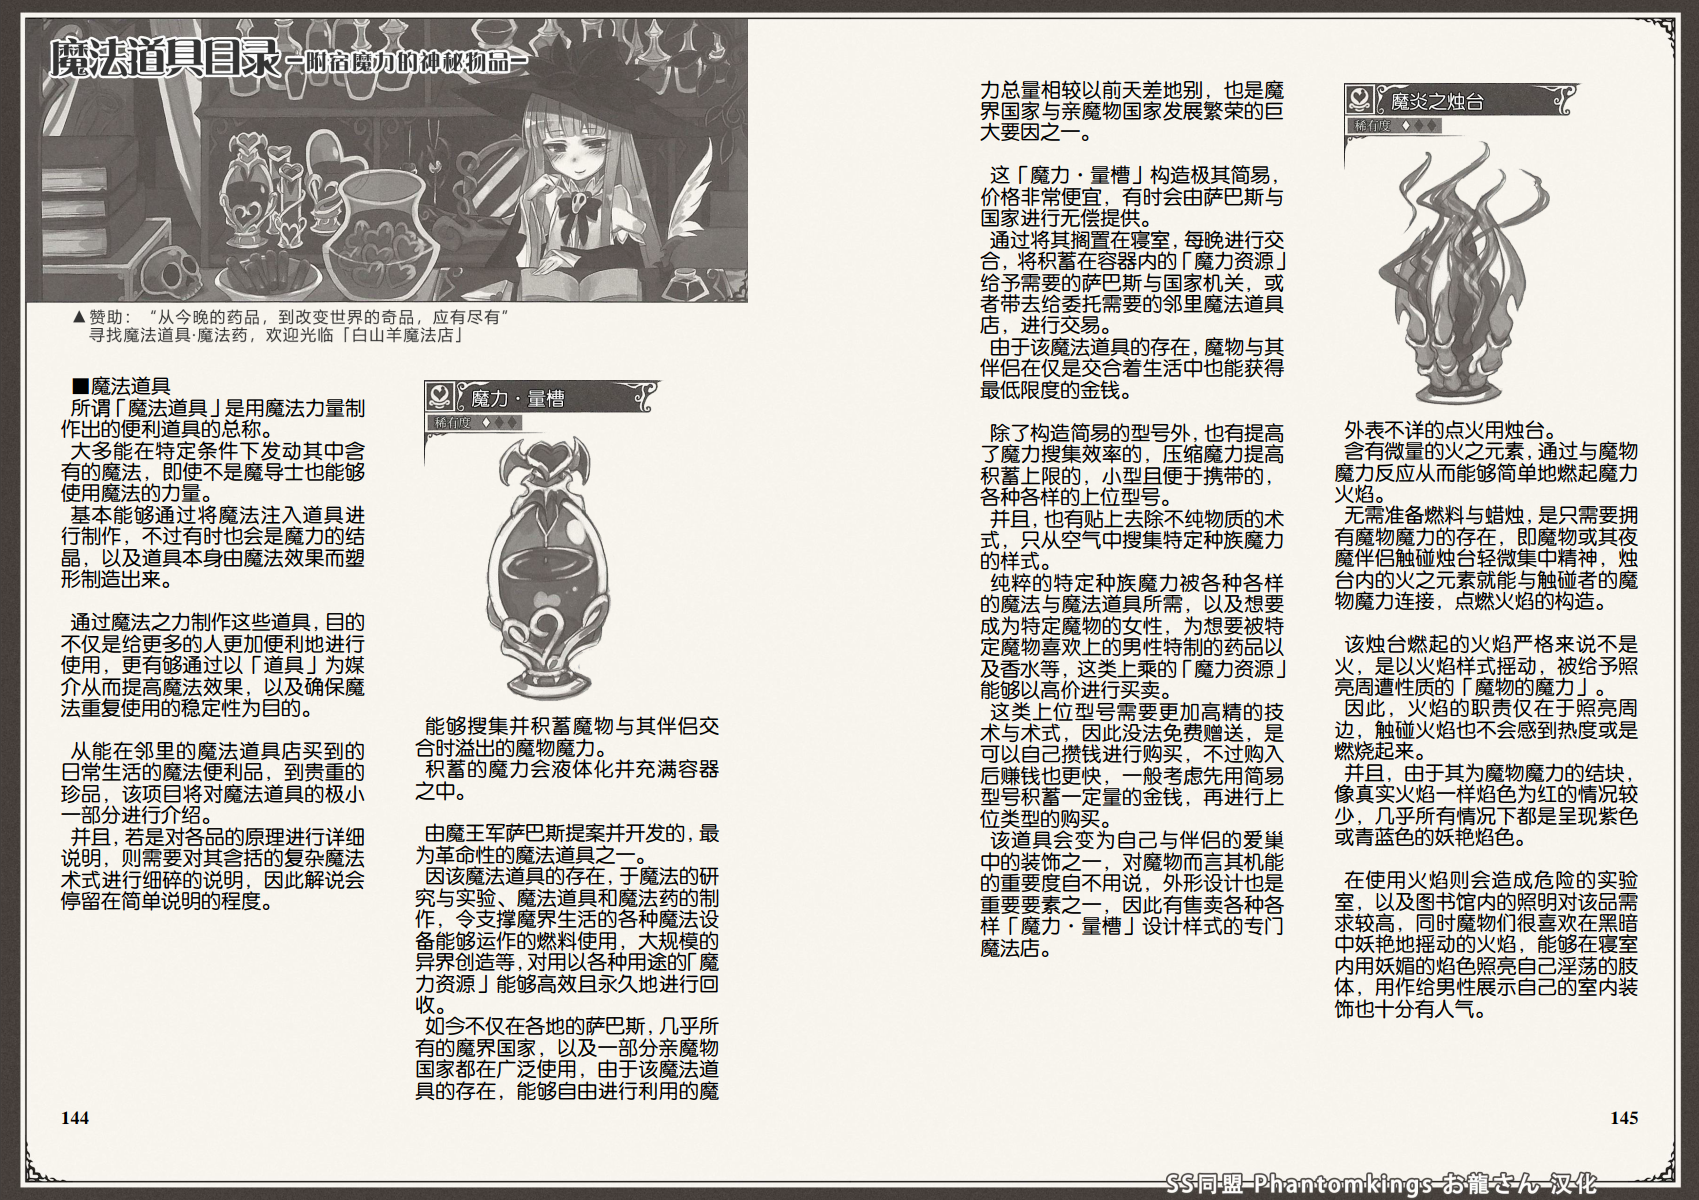 魔法道具目录 -附宿魔力的神秘物品-
▲赞助：“从今晚的药品，到改变世界的奇品，应有尽有”
寻找魔法道具·魔法药，欢迎光临「白山羊魔法店」
■魔法道具
所谓「魔法道具」是用魔法力量制
作出的便利道具的总称。
大多能在特定条件下发动其中含
有的魔法，即使不是魔导士也能够
使用魔法的力量。
基本能够通过将魔法注入道具进
行制作，不过有时也会是魔力的结
晶，以及道具本身由魔法效果而塑
形制造出来。
通过魔法之力制作这些道具，目的
不仅是给更多的人更加便利地进行
使用，更有够通过以「道具」为媒
介从而提高魔法效果，以及确保魔
法重复使用的稳定性为目的。
从能在邻里的魔法道具店买到的
日常生活的魔法便利品，到贵重的
珍品，该项目将对魔法道具的极小
一部分进行介绍。
并且，若是对各品的原理进行详细
说明，则需要对其含括的复杂魔法
术式进行细碎的说明，因此解说会
停留在简单说明的程度。
144
魔力·量槽
稀有度
能够搜集并积蓄魔物与其伴侣交
合时溢出的魔物魔力。
积蓄的魔力会液体化并充满容器
之中。
由魔王军萨巴斯提案并开发的，最
为革命性的魔法道具之一。
因该魔法道具的存在，于魔法的研
究与实验、魔法道具和魔法药的制
作，令支撑魔界生活的各种魔法设
备能够运作的燃料使用，大规模的
异界创造等，对用以各种用途的「魔
力资源」能够高效且永久地进行回
收。
如今不仅在各地的萨巴斯，几乎所
有的魔界国家，以及一部分亲魔物
国家都在广泛使用，由于该魔法道
具的存在，能够自由进行利用的魔
力总量相较以前天差地别，也是魔
界国家与亲魔物国家发展繁荣的巨
大要因之一。
这「魔力·量槽」构造极其简易，
价格非常便宜，有时会由萨巴斯与
国家进行无偿提供。
通过将其搁置在寝室，每晚进行交
合，将积蓄在容器内的「魔力资源」
给予需要的萨巴斯与国家机关，或
者带去给委托需要的邻里魔法道具
店，进行交易。
由于该魔法道具的存在，魔物与其
伴侣在仅是交合着生活中也能获得
最低限度的金钱。
除了构造简易的型号外，也有提高
了魔力搜集效率的，压缩魔力提高
积蓄上限的，小型且便于携带的，
各种各样的上位型号。
并且，也有贴上去除不纯物质的术
式，只从空气中搜集特定种族魔力
的样式。
纯粹的特定种族魔力被各种各样
的魔法与魔法道具所需，以及想要
成为特定魔物的女性，为想要被特
定魔物喜欢上的男性特制的药品以
及香水等，这类上乘的「魔力资源」
能够以高价进行买卖。
这类上位型号需要更加高精的技
术与术式，因此没法免费赠送，是
可以自己攒钱进行购买，不过购入
后赚钱也更快，一般考虑先用简易
型号积蓄一定量的金钱，再进行上
位类型的购买。
该道具会变为自己与伴侣的爱巢
中的装饰之一，对魔物而言其机能
的重要度自不用说，外形设计也是
重要要素之一，因此有售卖各种各
样「魔力·量槽」设计样式的专门
魔法店。
魔炎之烛台
稀有度
外表不详的点火用烛台。
含有微量的火之元素，通过与魔物
魔力反应从而能够简单地燃起魔力
火焰。
无需准备燃料与蜡烛，是只需要拥
有魔物魔力的存在，即魔物或其夜
魔伴侣触碰烛台轻微集中精神，烛
台内的火之元素就能与触碰者的魔
物魔力连接，点燃火焰的构造。
该烛台燃起的火焰严格来说不是
火，是以火焰样式摇动，被给予照
亮周遭性质的「魔物的魔力」。
因此，火焰的职责仅在于照亮周
边，触碰火焰也不会感到热度或是
燃烧起来。
并且，由于其为魔物魔力的结块，
像真实火焰一样焰色为红的情况较
少，几乎所有情况下都是呈现紫色
或青蓝色的妖艳焰色。
在使用火焰则会造成危险的实验
室，以及图书馆内的照明对该品需
求较高，同时魔物们很喜欢在黑暗
中妖艳地摇动的火焰，能够在寝室
内用妖媚的焰色照亮自己淫荡的肢
体，用作给男性展示自己的室内装
饰也十分有人气。
145
SS同盟 Phantomkings お龍さん 汉化